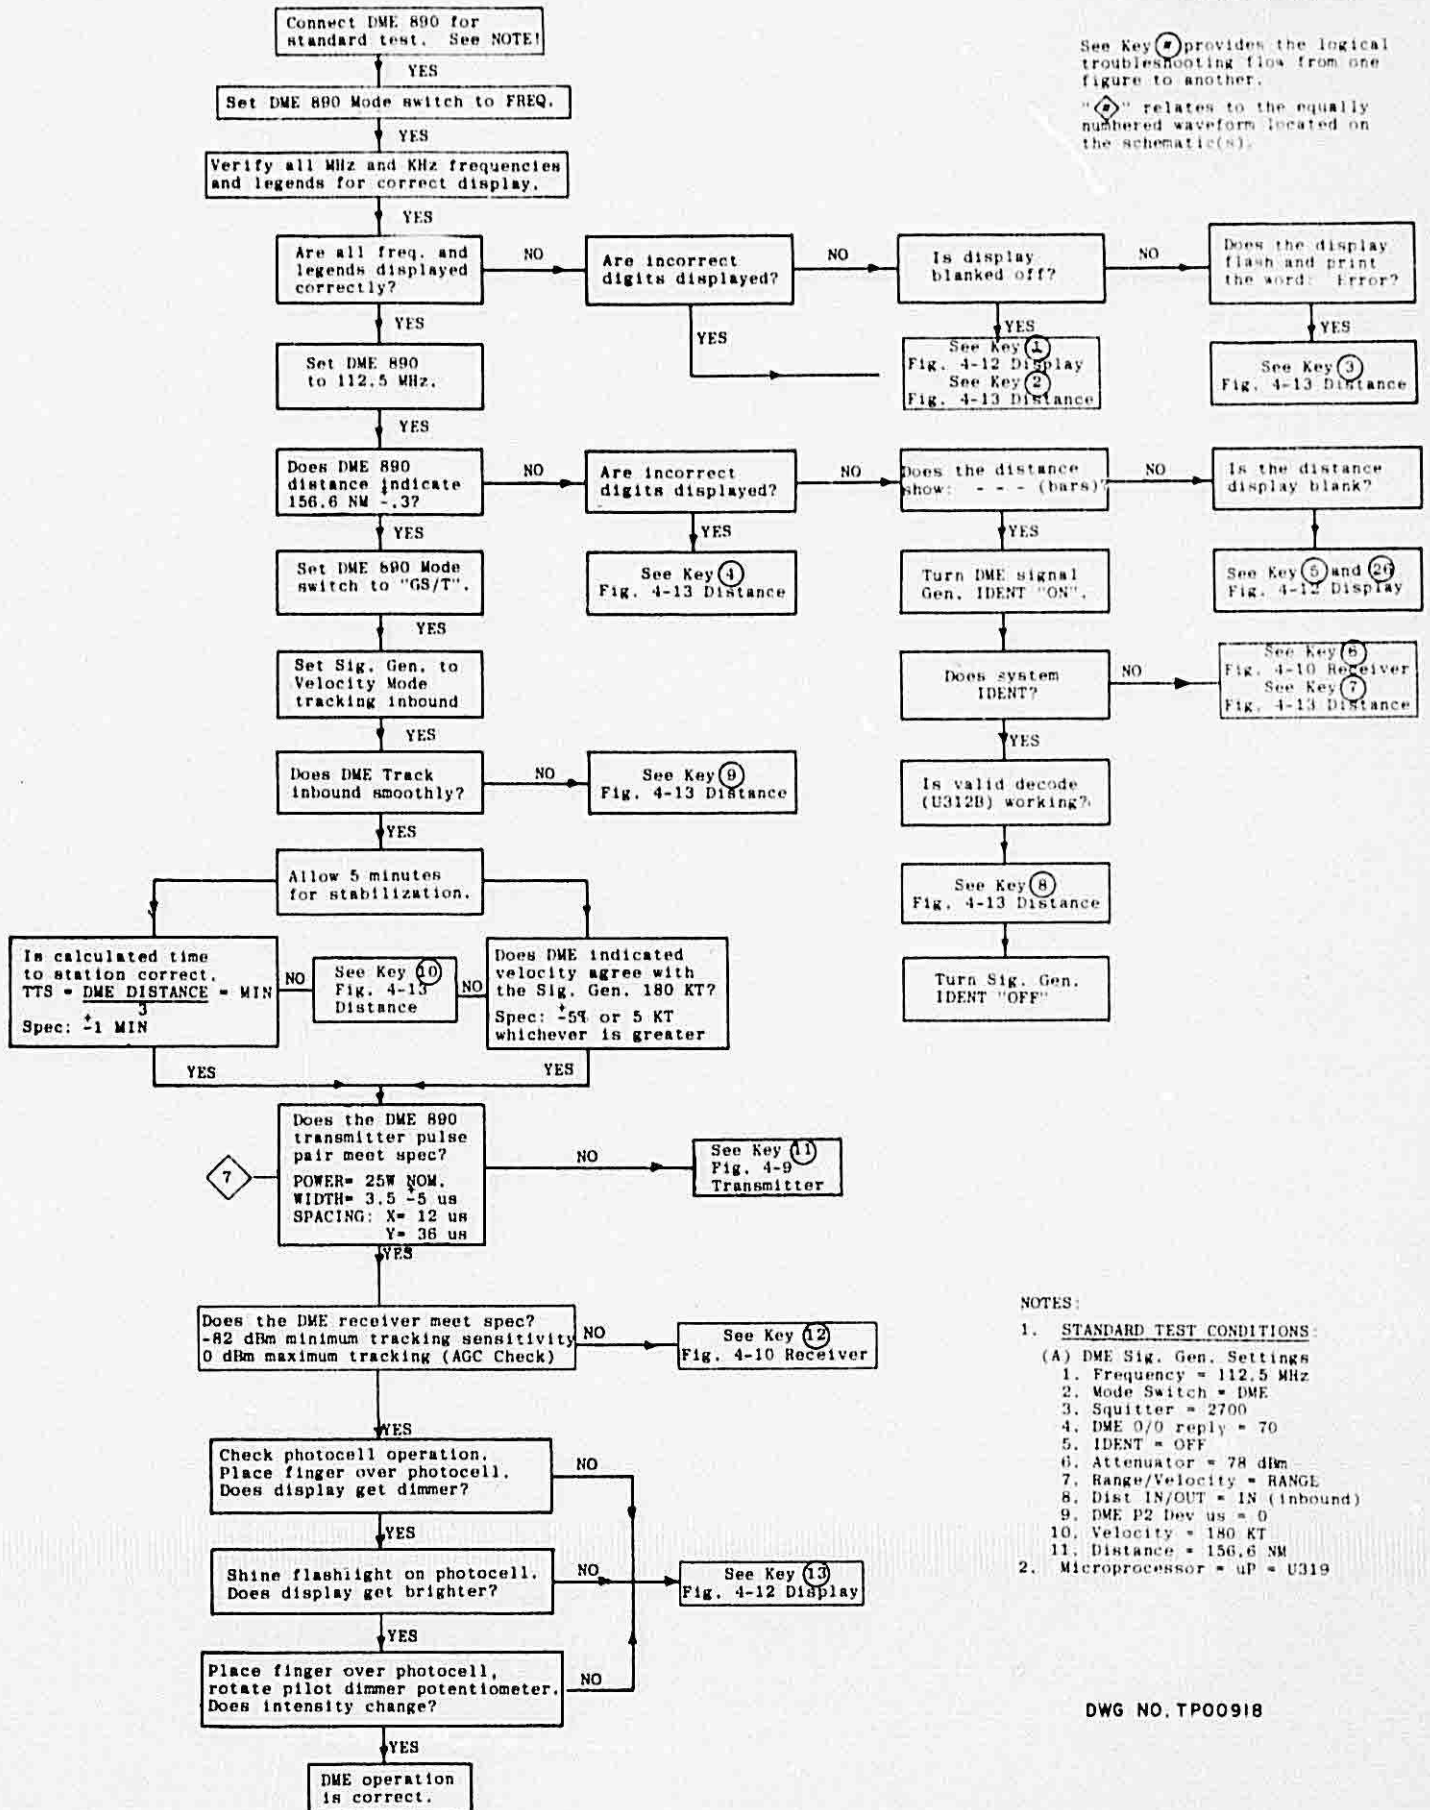 Connect DME 890 for
standard test. See NOTE!
YES
Set DME 890 Mode switch to FREQ.
YES
Verify all MHz and KHz frequencies
and legends for correct display.
YES
See Key (#) provides the logical
troubleshooting flow from one
figure to another.
"<#>" relates to the equally
numbered waveform located on
the schematic(s).
Are all freq. and
legends displayed
correctly?
NO
Are incorrect
digits displayed?
NO
Is display
blanked off?
NO
Does the display
flash and print
the word: Error?
YES
YES
YES
YES
See Key 1
Fig. 4-12 Display
See Key 2
Fig. 4-13 Distance
See Key 3
Fig. 4-13 Distance
Set DME 890
to 112.5 MHz.
YES
Does DME 890
distance indicate
156.6 NM ±.3?
NO
Are incorrect
digits displayed?
NO
Does the distance
show: - - - (bars)?
NO
Is the distance
display blank?
YES
YES
YES
YES
Set DME 890 Mode
switch to "GS/T".
See Key 4
Fig. 4-13 Distance
Turn DME signal
Gen. IDENT "ON".
See Key 5 and 26
Fig. 4-12 Display
YES
Set Sig. Gen. to
Velocity Mode
tracking inbound
Does system
IDENT?
NO
See Key 6
Fig. 4-10 Receiver
See Key 7
Fig. 4-13 Distance
YES
YES
Does DME Track
inbound smoothly?
NO
See Key 9
Fig. 4-13 Distance
Is valid decode
(U312B) working?
YES
Allow 5 minutes
for stabilization.
See Key 8
Fig. 4-13 Distance
Is calculated time
to station correct.
TTS = DME DISTANCE = MIN
3
Spec: ±1 MIN
NO
See Key 10
Fig. 4-13
Distance
NO
Does DME indicated
velocity agree with
the Sig. Gen. 180 KT?
Spec: ±5% or 5 KT
whichever is greater
Turn Sig. Gen.
IDENT "OFF"
YES
YES
7
Does the DME 890
transmitter pulse
pair meet spec?
POWER= 25W NOM.
WIDTH= 3.5 ±5 us
SPACING: X= 12 us
Y= 36 us
NO
See Key 11
Fig. 4-9
Transmitter
YES
Does the DME receiver meet spec?
-82 dBm minimum tracking sensitivity
0 dBm maximum tracking (AGC Check)
NO
See Key 12
Fig. 4-10 Receiver
YES
Check photocell operation.
Place finger over photocell.
Does display get dimmer?
NO
YES
Shine flashlight on photocell.
Does display get brighter?
NO
See Key 13
Fig. 4-12 Display
YES
Place finger over photocell,
rotate pilot dimmer potentiometer.
Does intensity change?
NO
YES
DME operation
is correct.
NOTES:
1. STANDARD TEST CONDITIONS:
(A) DME Sig. Gen. Settings
1. Frequency = 112.5 MHz
2. Mode Switch = DME
3. Squitter = 2700
4. DME 0/0 reply = 70
5. IDENT = OFF
6. Attenuator = 78 dBm
7. Range/Velocity = RANGE
8. Dist IN/OUT = IN (inbound)
9. DME P2 Dev us = 0
10. Velocity = 180 KT
11. Distance = 156.6 NM
2. Microprocessor = uP = U319
DWG NO. TP00918